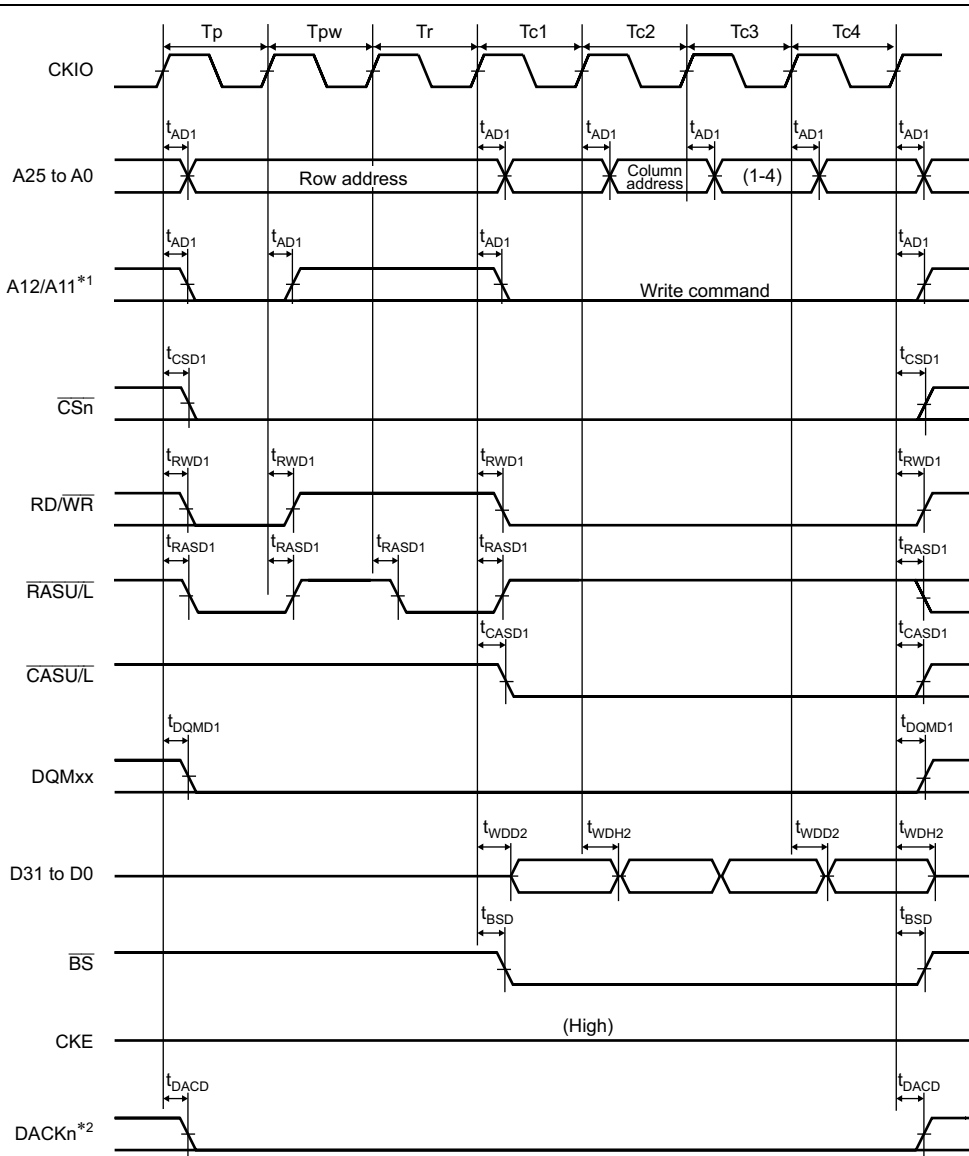 Tp Tpw Tr Tc1 Tc2 Tc3 Tc4
CKIO
tAD1 tAD1 tAD1 tAD1 tAD1 tAD1
A25 to A0 Row address Column address (1-4)
tAD1 tAD1 tAD1 tAD1
A12/A11*1 Write command
tCSD1 tCSD1
CSn
tRWD1 tRWD1 tRWD1 tRWD1
RD/WR
tRASD1 tRASD1 tRASD1 tRASD1 tRASD1
RASU/L
tCASD1 tCASD1
CASU/L
tDQMD1 tDQMD1
DQMxx
tWDD2 tWDH2 tWDD2 tWDH2
D31 to D0
tBSD tBSD
BS
(High)
CKE
tDACD tDACD
DACKn*2